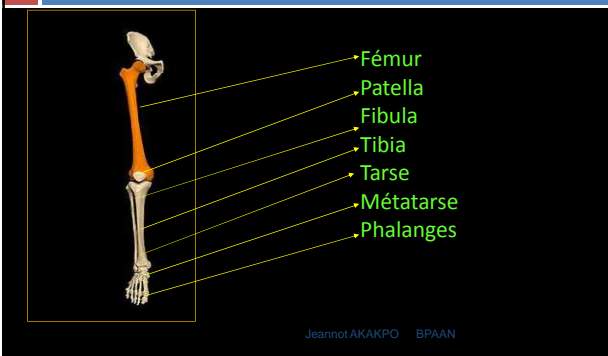 Fémur
Patella
Fibula
Tibia
Tarse
Métatarse
Phalanges
Jeannot AKAKPO BPAAN